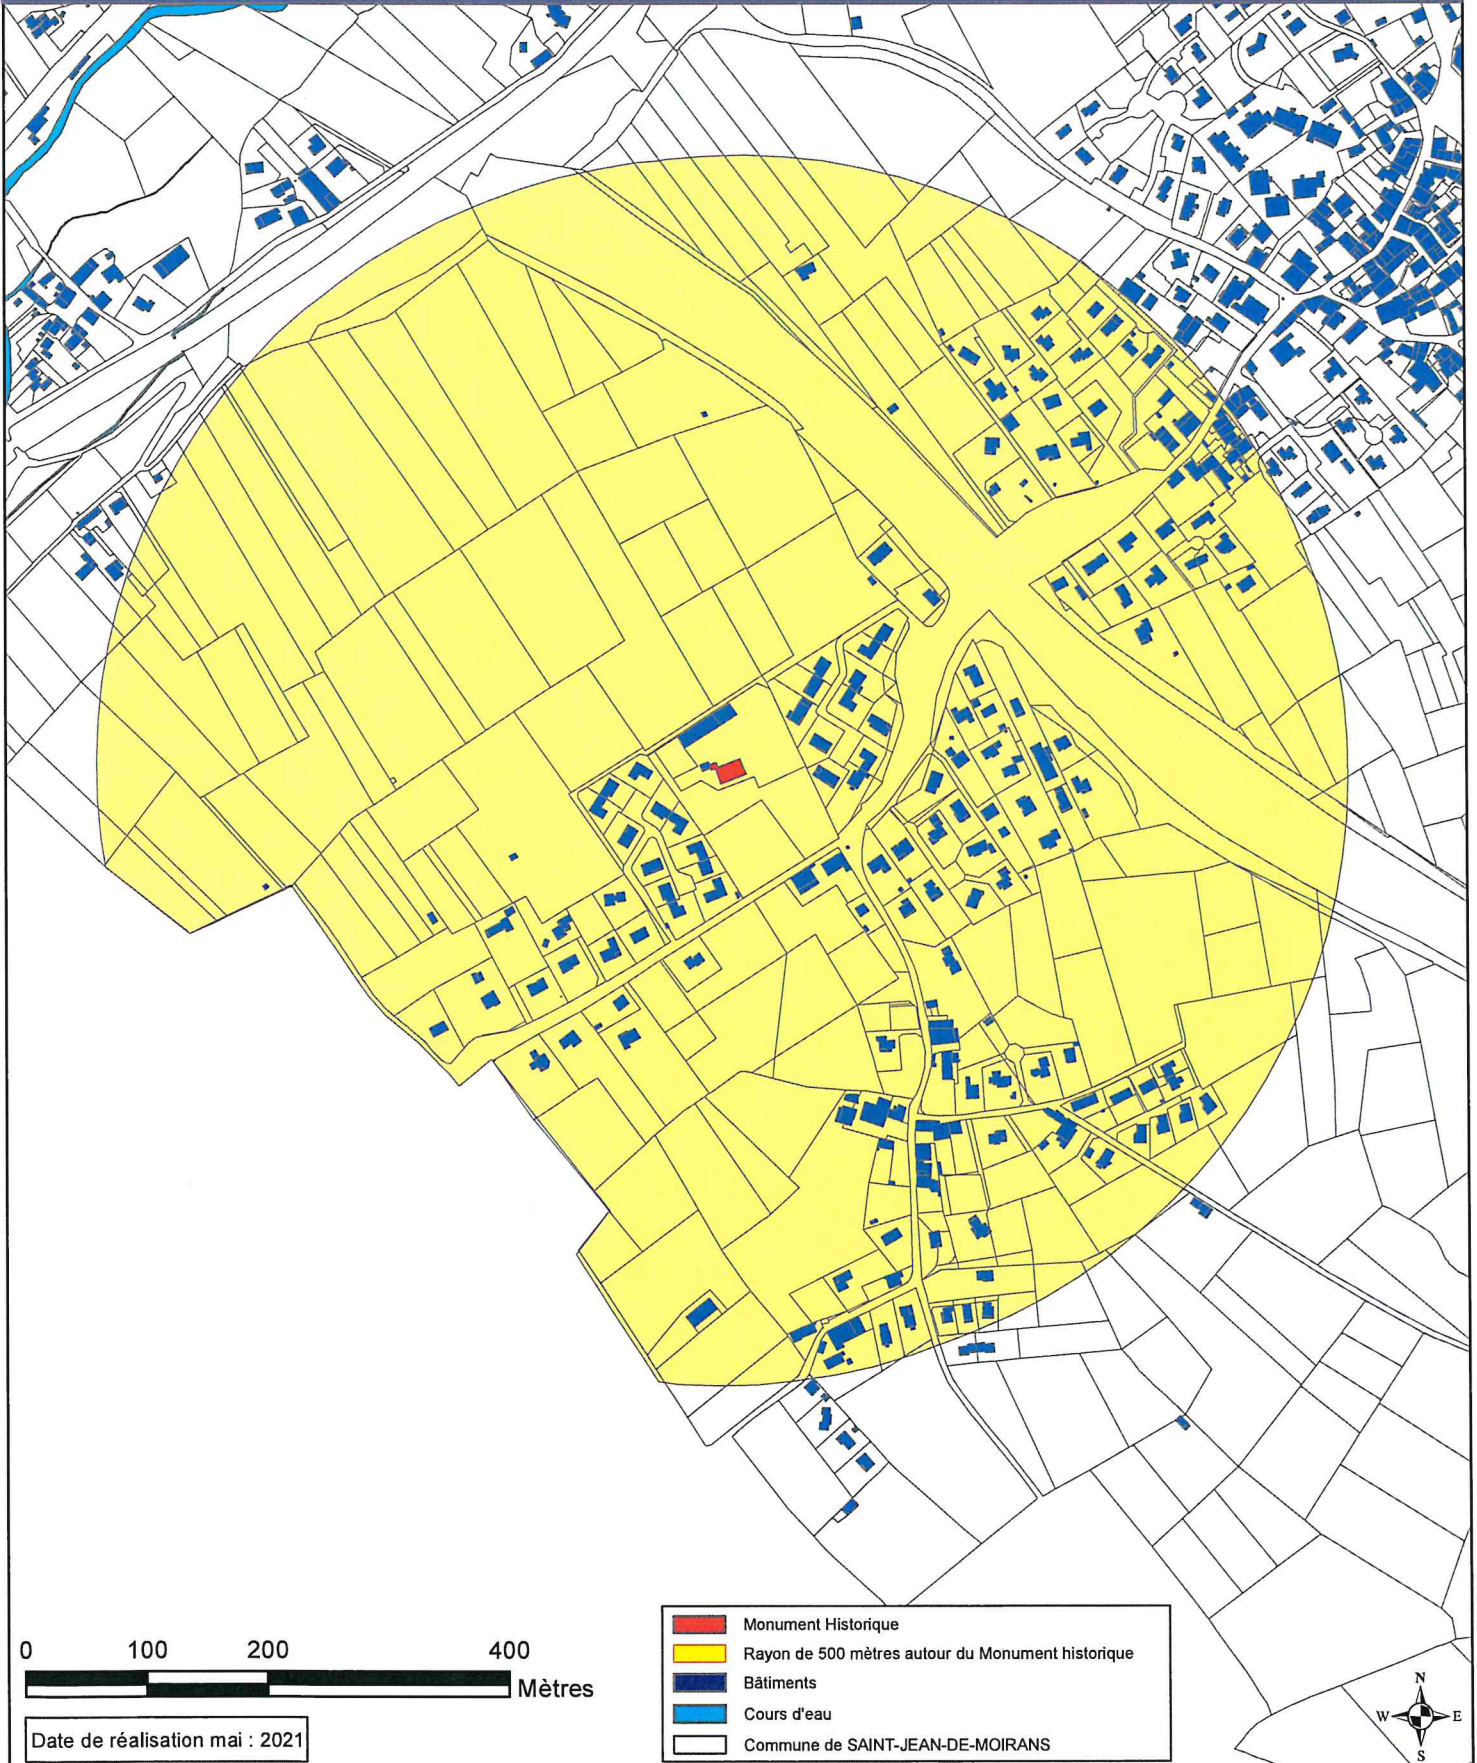 0 100 200 400
Mètres
Date de réalisation mai : 2021
Monument Historique
Rayon de 500 mètres autour du Monument historique
Bâtiments
Cours d'eau
Commune de SAINT-JEAN-DE-MOIRANS
N
W E
S